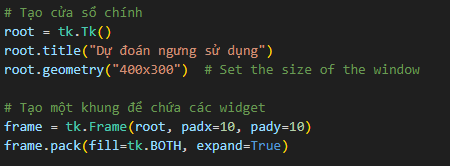 # Tạo cửa sổ chính
root = tk.Tk()
root.title("Dự đoán ngưng sử dụng")
root.geometry("400x300")  # Set the size of the window
# Tạo một khung để chứa các widget
frame = tk.Frame(root, padx=10, pady=10)
frame.pack(fill=tk.BOTH, expand=True)